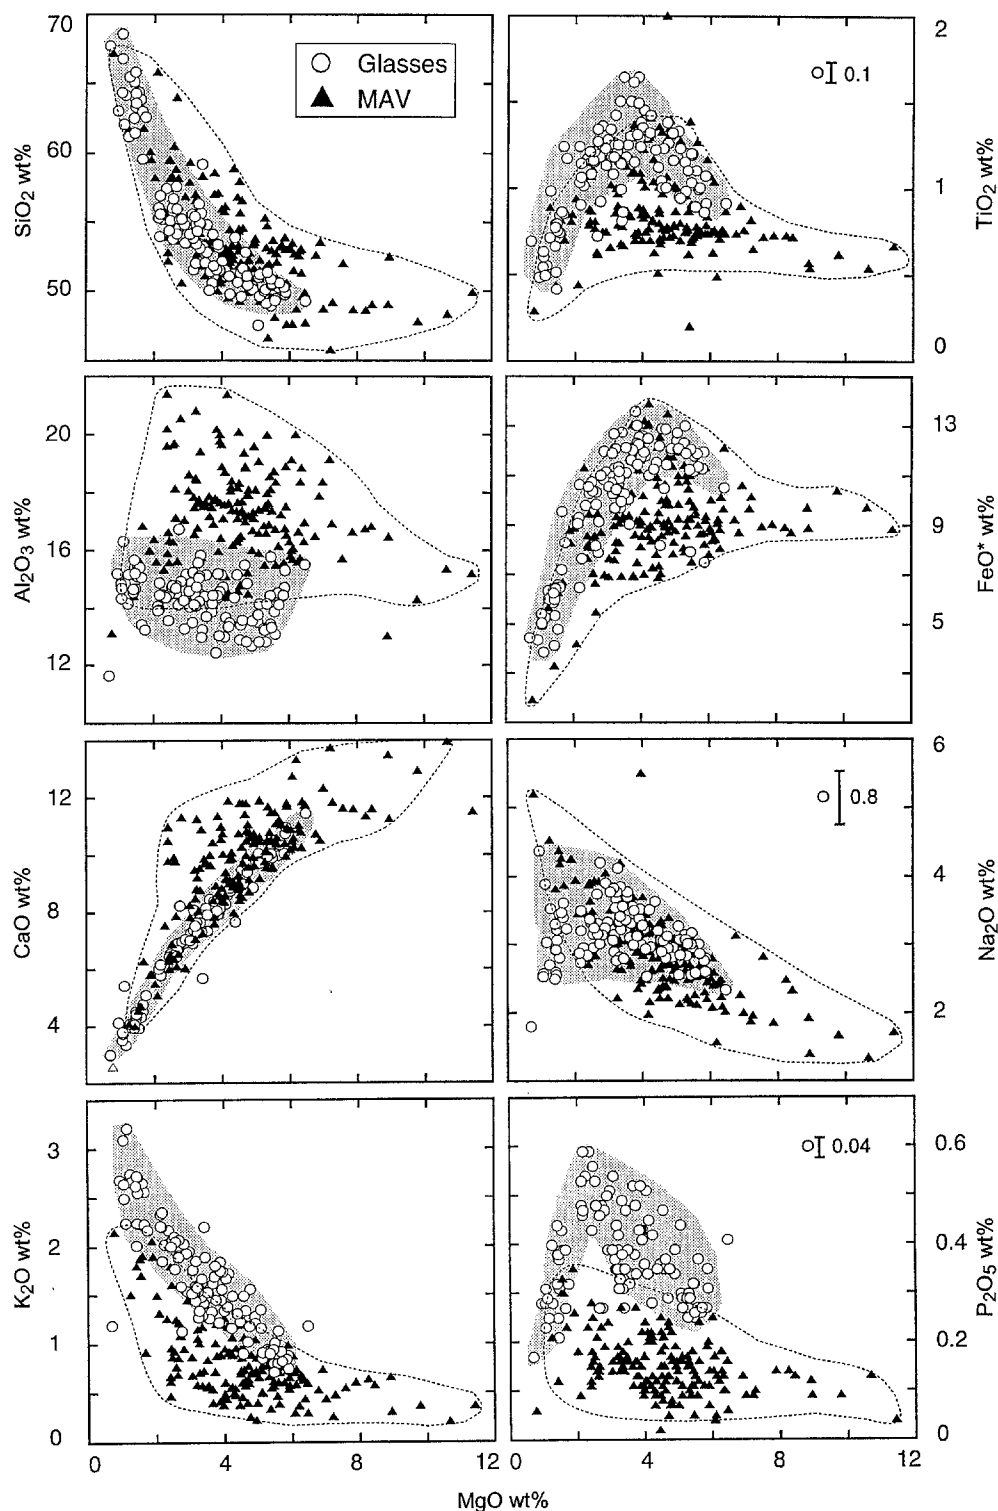 70
60
50
SiO₂ wt%
Glasses
MAV
2
1
0
TiO₂ wt%
0.1
20
16
12
Al₂O₃ wt%
13
9
5
FeO* wt%
12
8
4
CaO wt%
6
4
2
Na₂O wt%
0.8
3
2
1
0
K₂O wt%
0.6
0.4
0.2
0
P₂O₅ wt%
0.04
0 4 8 12 0 4 8 12
MgO wt%